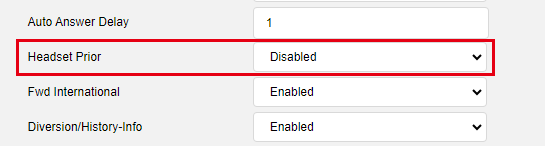 Auto Answer Delay 1
Headset Prior Disabled
Fwd International Enabled
Diversion/History-Info Enabled